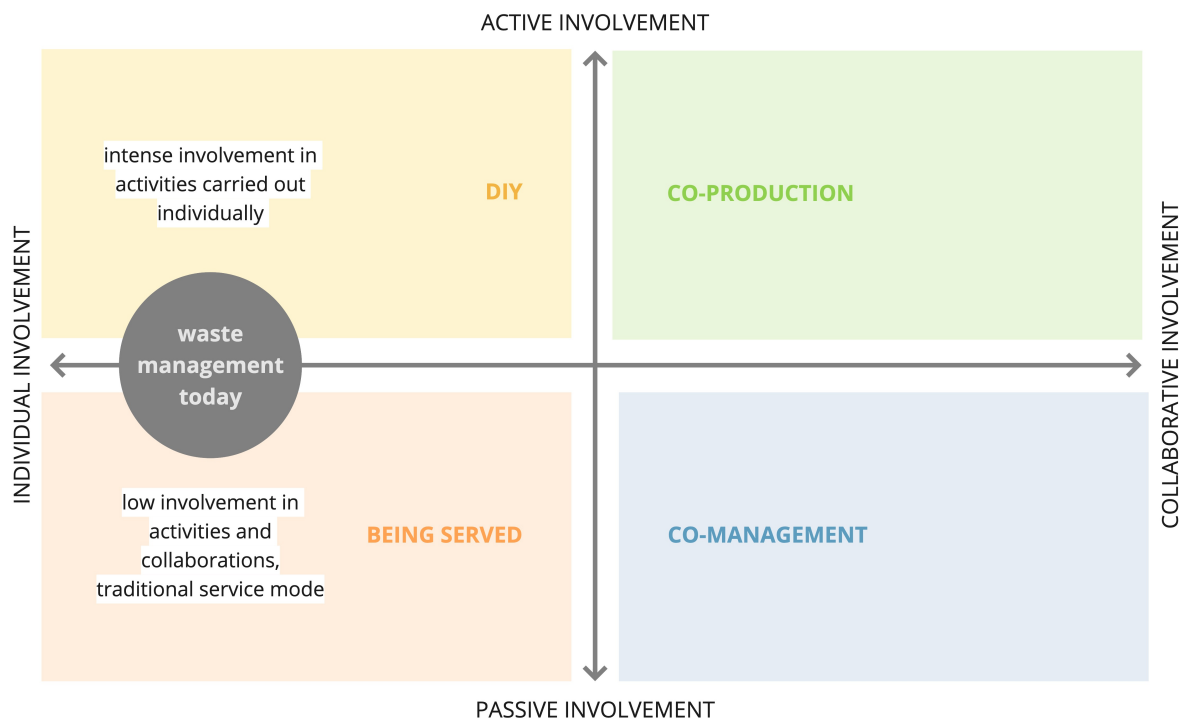 ACTIVE INVOLVEMENT
intense involvement in
activities carried out
individually
DIY
CO-PRODUCTION
INDIVIDUAL INVOLVEMENT
waste
management
today
COLLABORATIVE INVOLVEMENT
low involvement in
activities and
collaborations,
traditional service mode
BEING SERVED
CO-MANAGEMENT
PASSIVE INVOLVEMENT